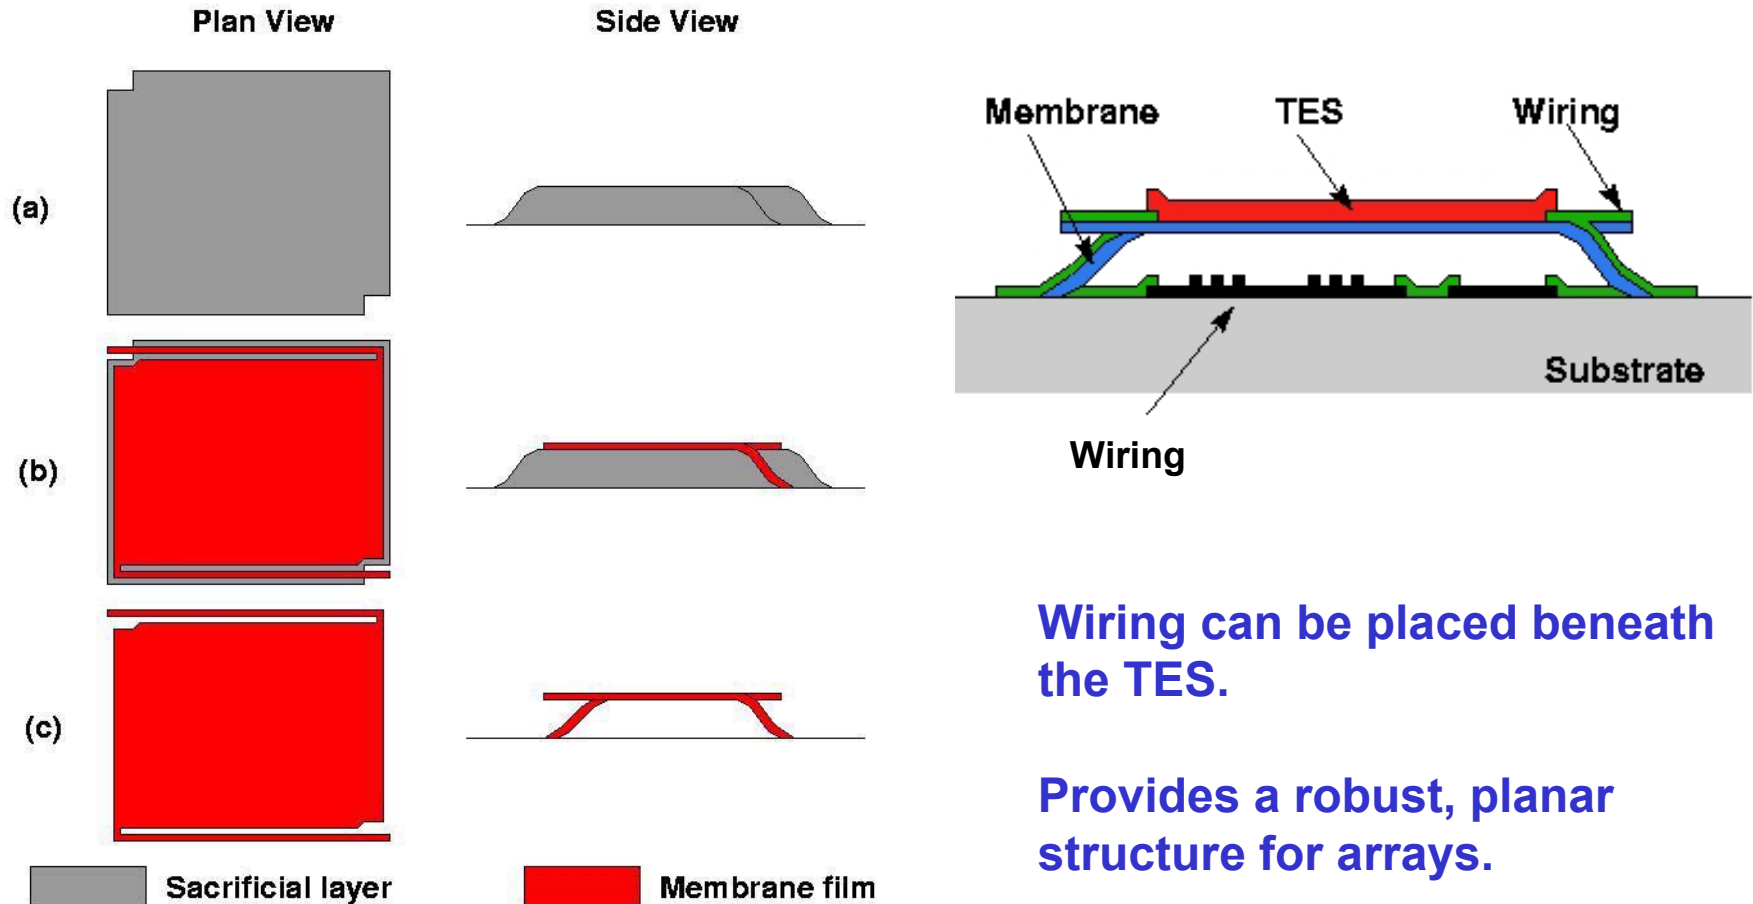 Plan View
Side View
(a)
(b)
(c)
Sacrificial layer
Membrane film
Membrane
TES
Wiring
Substrate
Wiring
Wiring can be placed beneath
the TES.
Provides a robust, planar
structure for arrays.